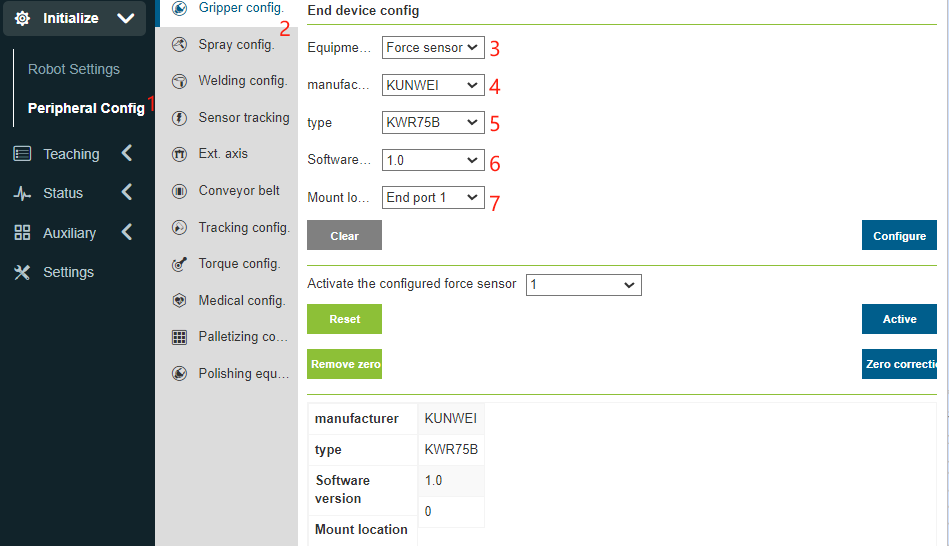 Initialize
Robot Settings
Peripheral Config 1
Teaching
Status
Auxiliary
Settings
Gripper config.
2
Spray config.
Welding config.
Sensor tracking
Ext. axis
Conveyor belt
Tracking config.
Torque config.
Medical config.
Palletizing co...
Polishing equ...
End device config
Equipme... Force sensor 3
manufac... KUNWEI 4
type KWR75B 5
Software... 1.0 6
Mount lo... End port 1 7
Clear Configure
Activate the configured force sensor 1
Reset Active
Remove zero Zero correctio
manufacturer KUNWEI
type KWR75B
Software version 1.0
Mount location 0